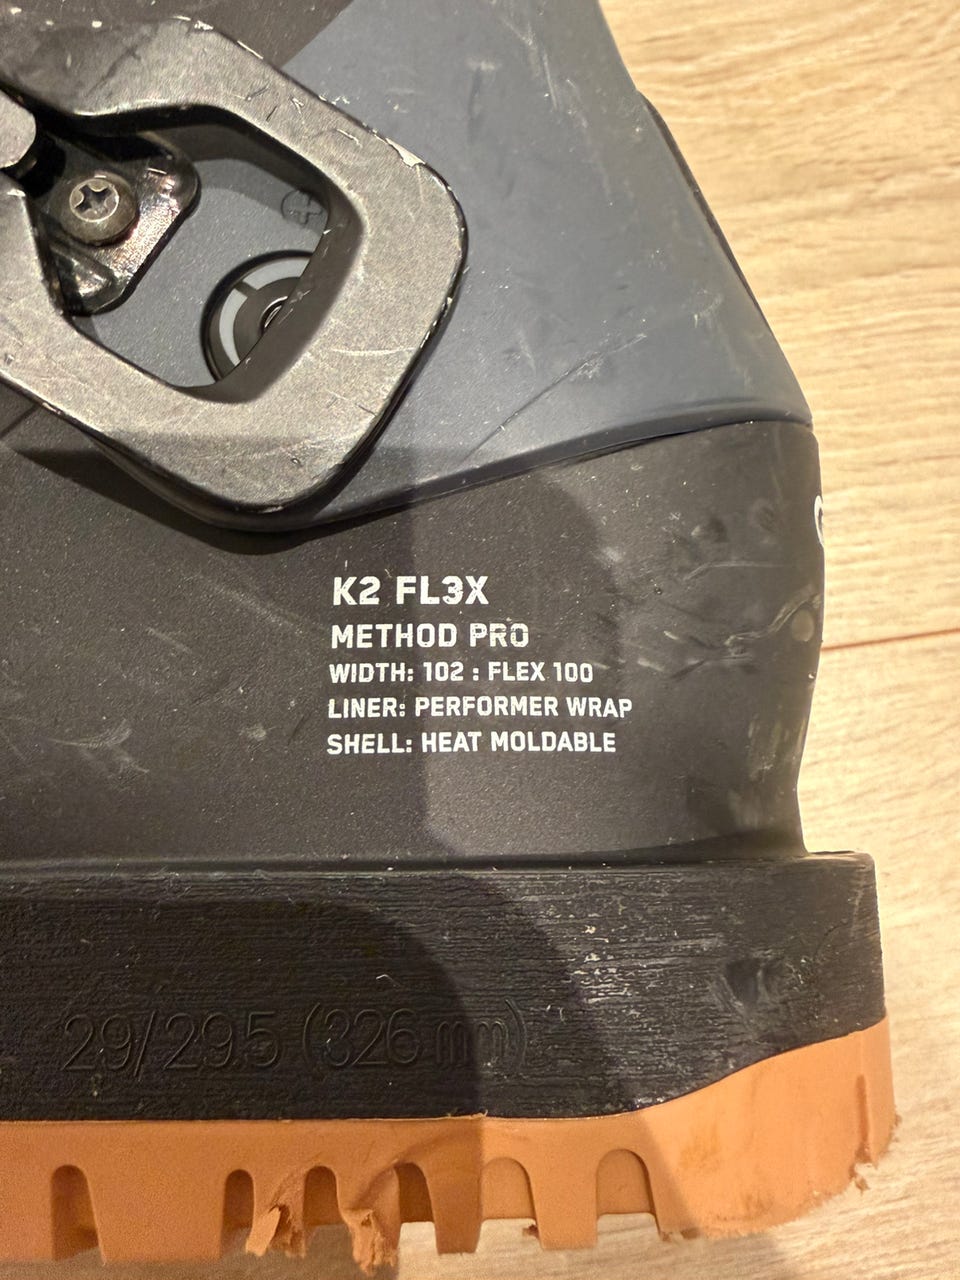 K2 FL3X
METHOD PRO
WIDTH: 102 : FLEX 100
LINER: PERFORMER WRAP
SHELL: HEAT MOLDABLE
29/29.5 (326 mm)